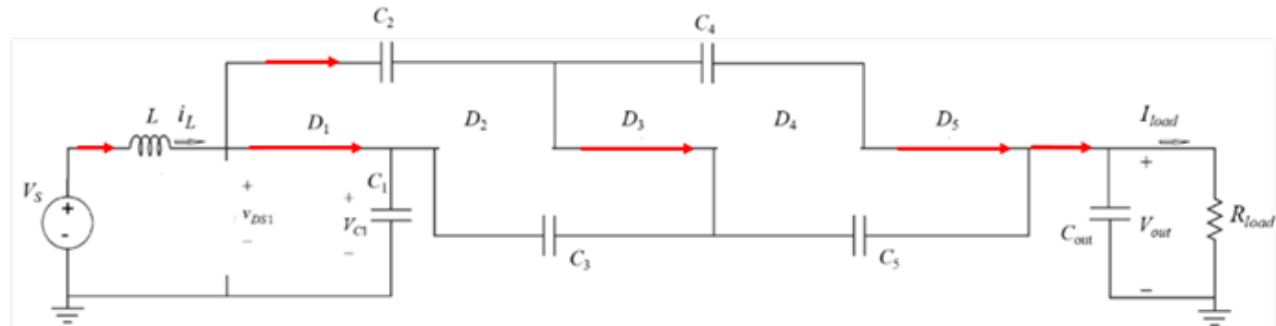 C2 C4
L iL D1 D2 D3 D4 D5 Iload
VS + - + vDS1 − + VC1 − C1 C3 C5 Cout + Vout − Rload